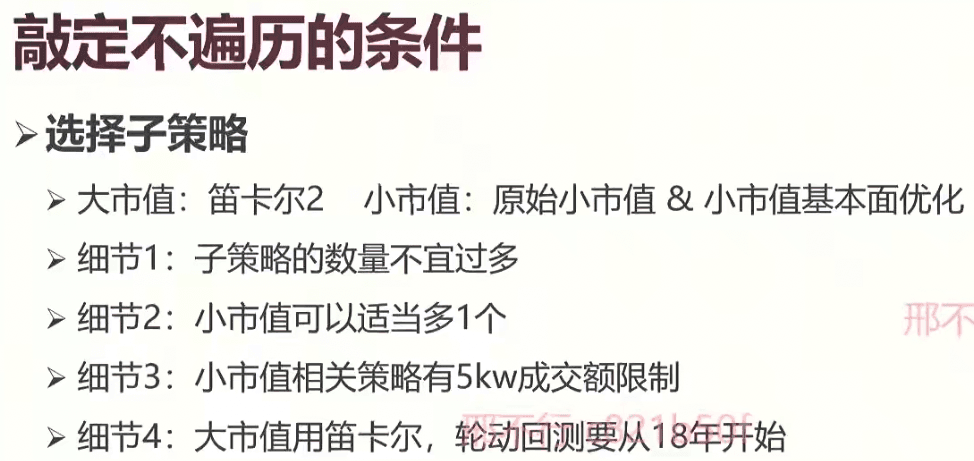 敲定不遍历的条件
➢选择子策略
➢大市值：笛卡尔2 小市值：原始小市值 & 小市值基本面优化
➢细节1：子策略的数量不宜过多
➢细节2：小市值可以适当多1个
邢不
➢细节3：小市值相关策略有5kw成交额限制
➢细节4：大市值用笛卡尔，轮动回测要从18年开始
邢不行